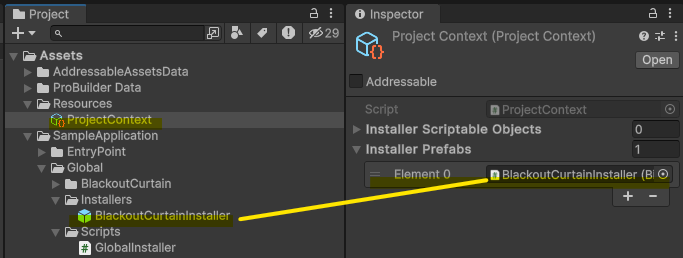 Project
29
Assets
AddressableAssetsData
ProBuilder Data
Resources
ProjectContext
SampleApplication
EntryPoint
Global
BlackoutCurtain
Installers
BlackoutCurtainInstaller
Scripts
GlobalInstaller
Inspector
Project Context (Project Context)
Open
Addressable
Script
ProjectContext
Installer Scriptable Objects
0
Installer Prefabs
1
Element 0
BlackoutCurtainInstaller (Bl